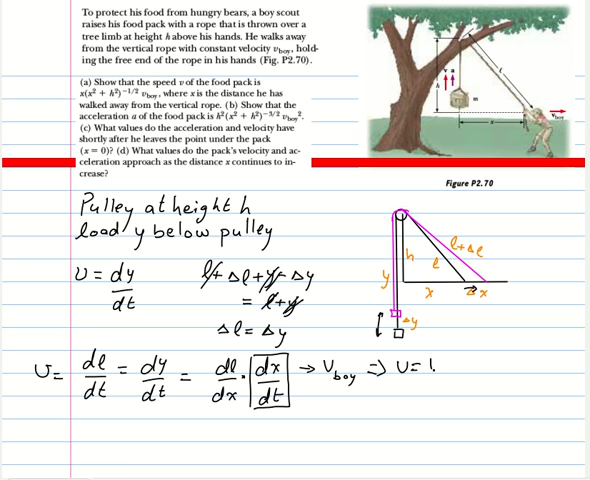 To protect his food from hungry bears, a boy scout
raises his food pack with a rope that is thrown over a
tree limb at height h above his hands. He walks away
from the vertical rope with constant velocity v_boy, hold-
ing the free end of the rope in his hands (Fig. P2.70).
(a) Show that the speed v of the food pack is
x(x² + h²)^−1/2 v_boy, where x is the distance he has
walked away from the vertical rope. (b) Show that the
acceleration a of the food pack is h²(x² + h²)^−3/2 v_boy².
(c) What values do the acceleration and velocity have
shortly after he leaves the point under the pack
(x = 0)? (d) What values do the pack's velocity and ac-
celeration approach as the distance x continues to in-
crease?
v a
h
m
ℓ
x
v_boy
Figure P2.70
Pulley at height h
load y below pulley
υ = dy/dt
ℓ + Δℓ + y − Δy
= ℓ + y
Δℓ = Δy
y
h
ℓ
ℓ+Δℓ
x
Δx
Δy
υ = dℓ/dt = dy/dt = dℓ/dx · dx/dt → υ_boy ⇒ υ = 1.